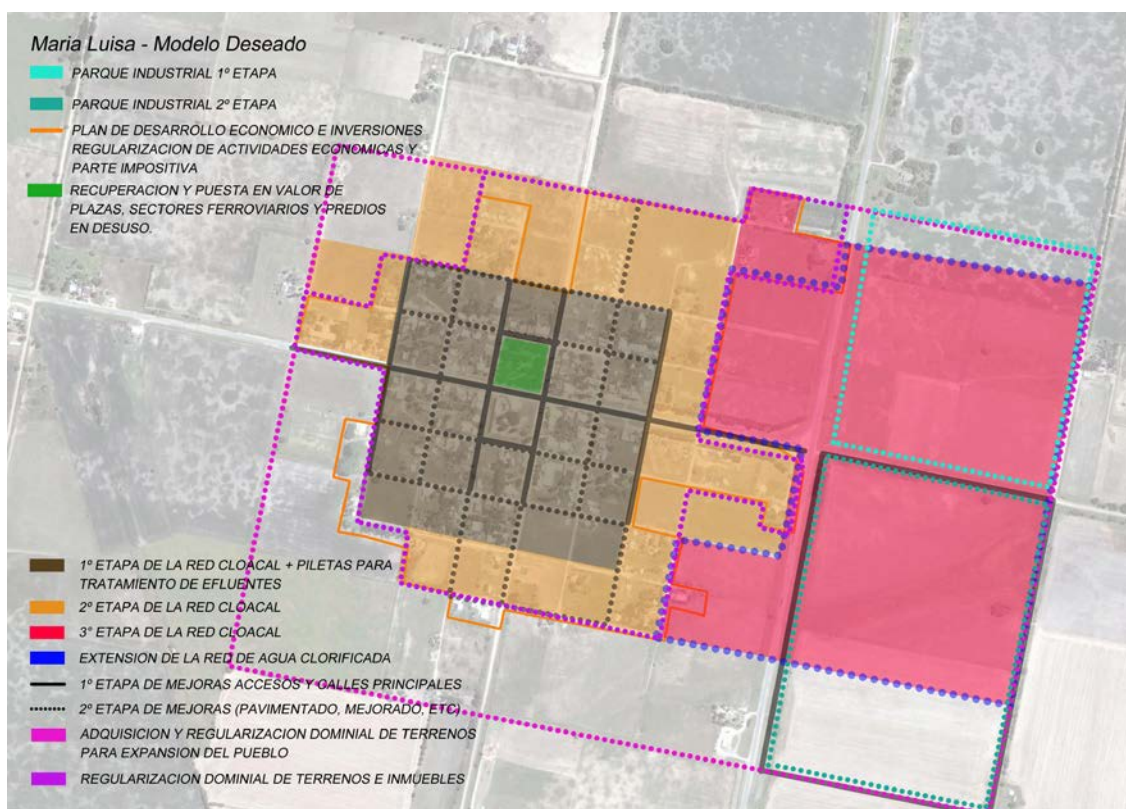 Maria Luisa - Modelo Deseado
PARQUE INDUSTRIAL 1º ETAPA
PARQUE INDUSTRIAL 2º ETAPA
PLAN DE DESARROLLO ECONOMICO E INVERSIONES
REGULARIZACION DE ACTIVIDADES ECONOMICAS Y
PARTE IMPOSITIVA
RECUPERACION Y PUESTA EN VALOR DE
PLAZAS, SECTORES FERROVIARIOS Y PREDIOS
EN DESUSO.
1º ETAPA DE LA RED CLOACAL + PILETAS PARA
TRATAMIENTO DE EFLUENTES
2º ETAPA DE LA RED CLOACAL
3° ETAPA DE LA RED CLOACAL
EXTENSION DE LA RED DE AGUA CLORIFICADA
1º ETAPA DE MEJORAS ACCESOS Y CALLES PRINCIPALES
2º ETAPA DE MEJORAS (PAVIMENTADO, MEJORADO, ETC)
ADQUISICION Y REGULARIZACION DOMINIAL DE TERRENOS
PARA EXPANSION DEL PUEBLO
REGULARIZACION DOMINIAL DE TERRENOS E INMUEBLES